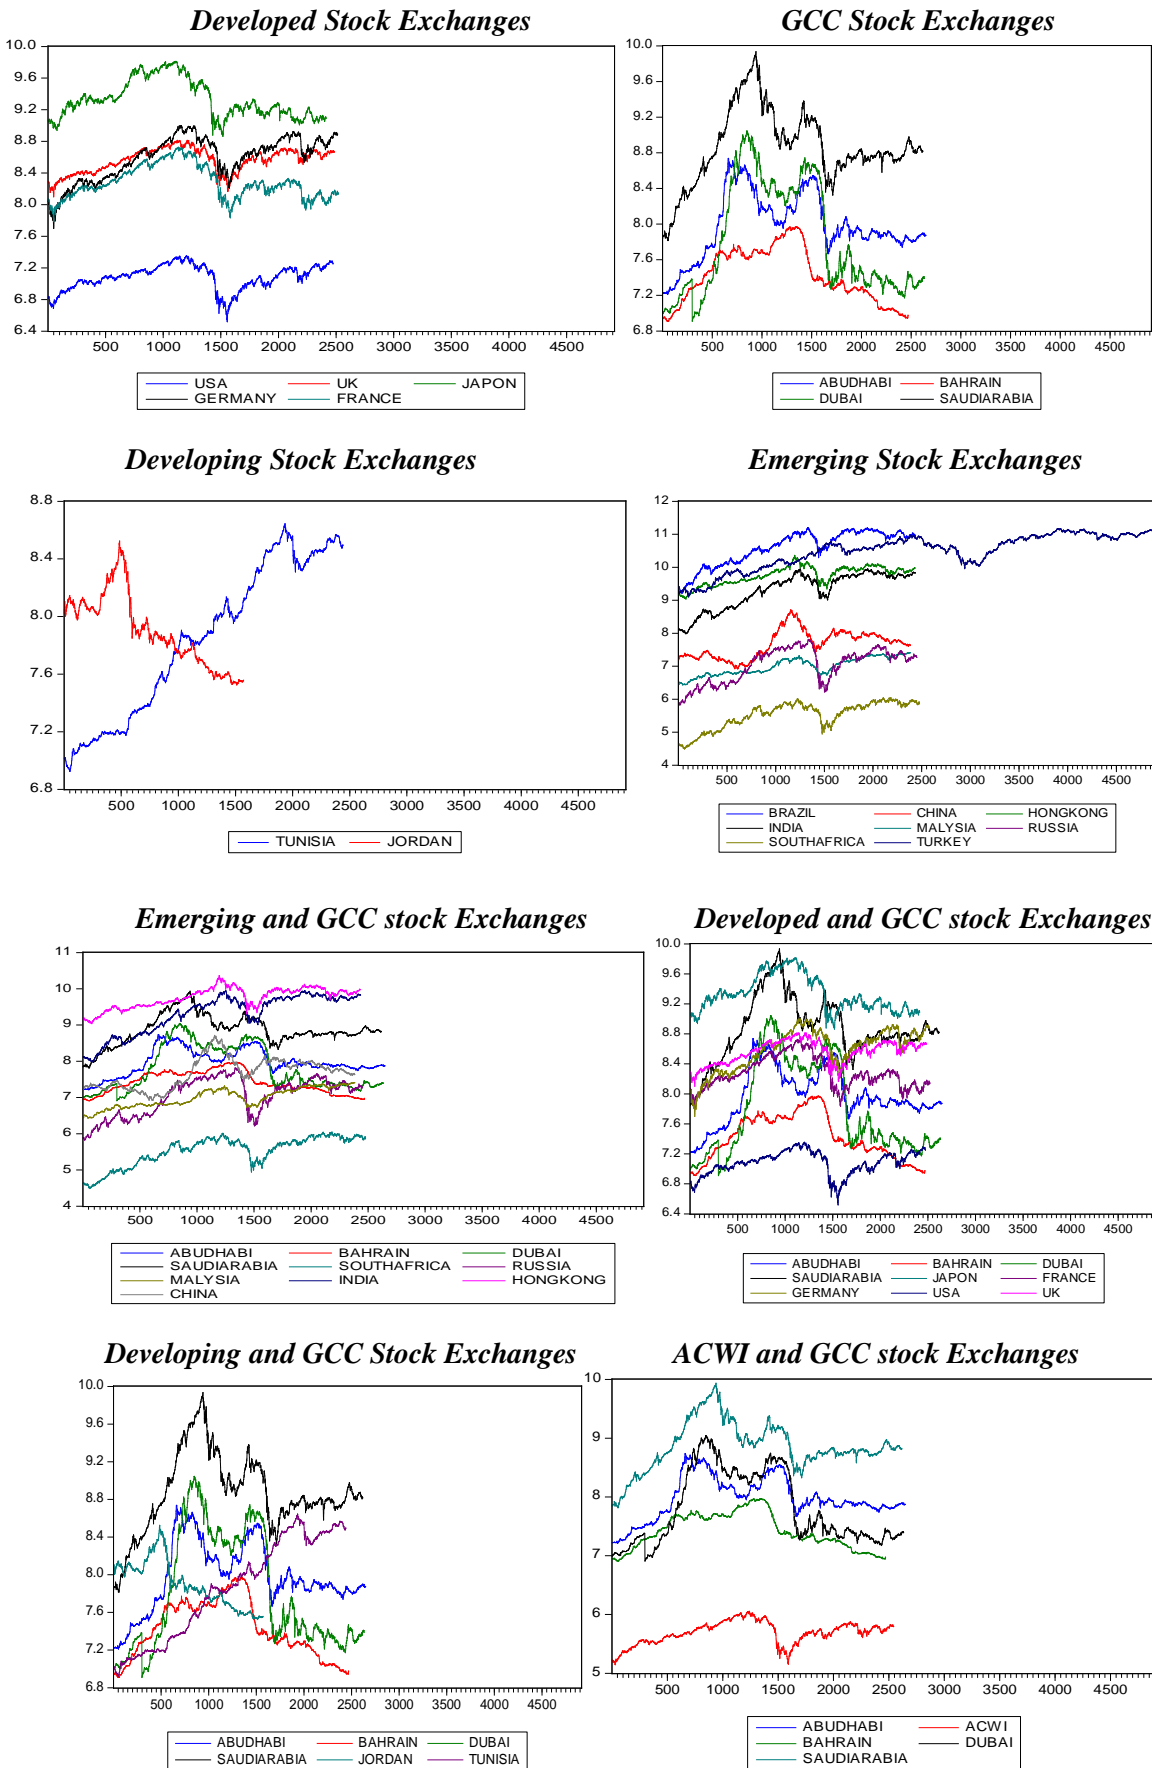 Developed Stock Exchanges
10.0
9.6
9.2
8.8
8.4
8.0
7.6
7.2
6.8
6.4
500 1000 1500 2000 2500 3000 3500 4000 4500
USA UK JAPON
GERMANY FRANCE
GCC Stock Exchanges
10.0
9.6
9.2
8.8
8.4
8.0
7.6
7.2
6.8
500 1000 1500 2000 2500 3000 3500 4000 4500
ABUDHABI BAHRAIN
DUBAI SAUDIARABIA
Developing Stock Exchanges
8.8
8.4
8.0
7.6
7.2
6.8
500 1000 1500 2000 2500 3000 3500 4000 4500
TUNISIA JORDAN
Emerging Stock Exchanges
12
11
10
9
8
7
6
5
4
500 1000 1500 2000 2500 3000 3500 4000 4500
BRAZIL CHINA HONGKONG
INDIA MALYSIA RUSSIA
SOUTHAFRICA TURKEY
Emerging and GCC stock Exchanges
11
10
9
8
7
6
5
4
500 1000 1500 2000 2500 3000 3500 4000 4500
ABUDHABI BAHRAIN DUBAI
SAUDIARABIA SOUTHAFRICA RUSSIA
MALYSIA INDIA HONGKONG
CHINA
Developed and GCC stock Exchanges
10.0
9.6
9.2
8.8
8.4
8.0
7.6
7.2
6.8
6.4
500 1000 1500 2000 2500 3000 3500 4000 4500
ABUDHABI BAHRAIN DUBAI
SAUDIARABIA JAPON FRANCE
GERMANY USA UK
Developing and GCC Stock Exchanges
10.0
9.6
9.2
8.8
8.4
8.0
7.6
7.2
6.8
500 1000 1500 2000 2500 3000 3500 4000 4500
ABUDHABI BAHRAIN DUBAI
SAUDIARABIA JORDAN TUNISIA
ACWI and GCC stock Exchanges
10
9
8
7
6
5
500 1000 1500 2000 2500 3000 3500 4000 4500
ABUDHABI ACWI
BAHRAIN DUBAI
SAUDIARABIA